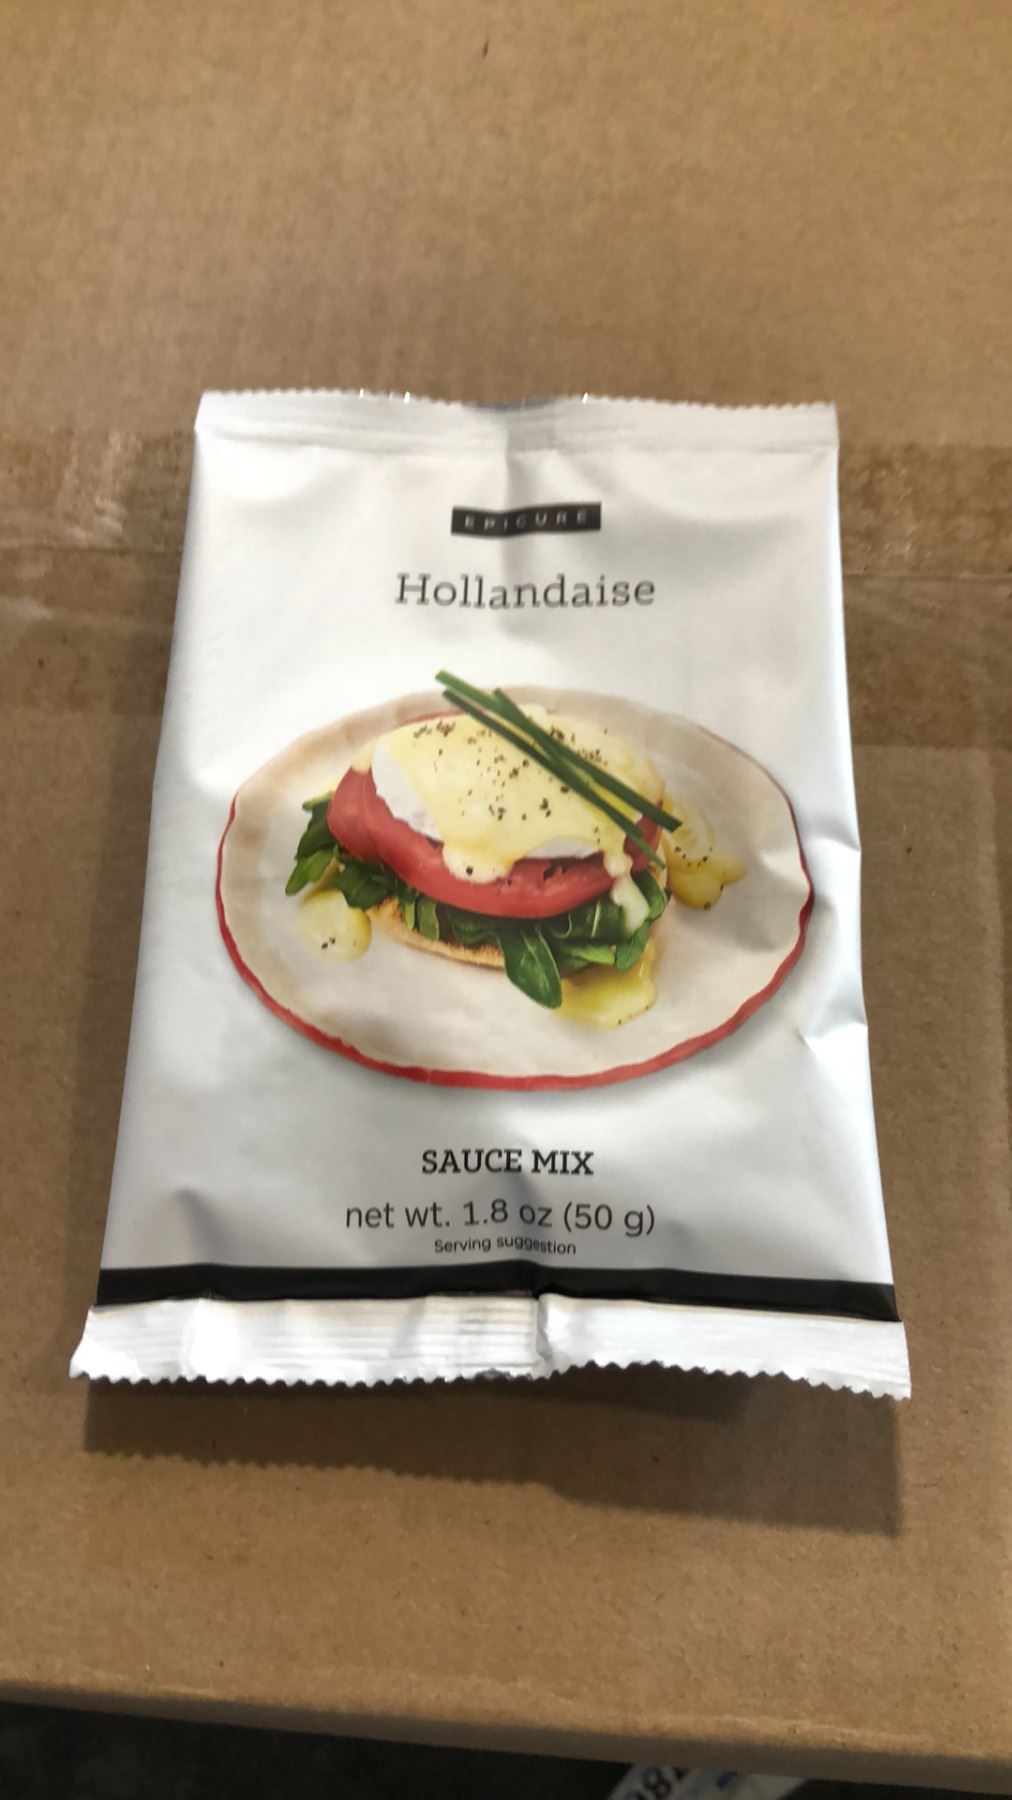 EPICURE
Hollandaise
SAUCE MIX
net wt. 1.8 oz (50 g)
Serving suggestion